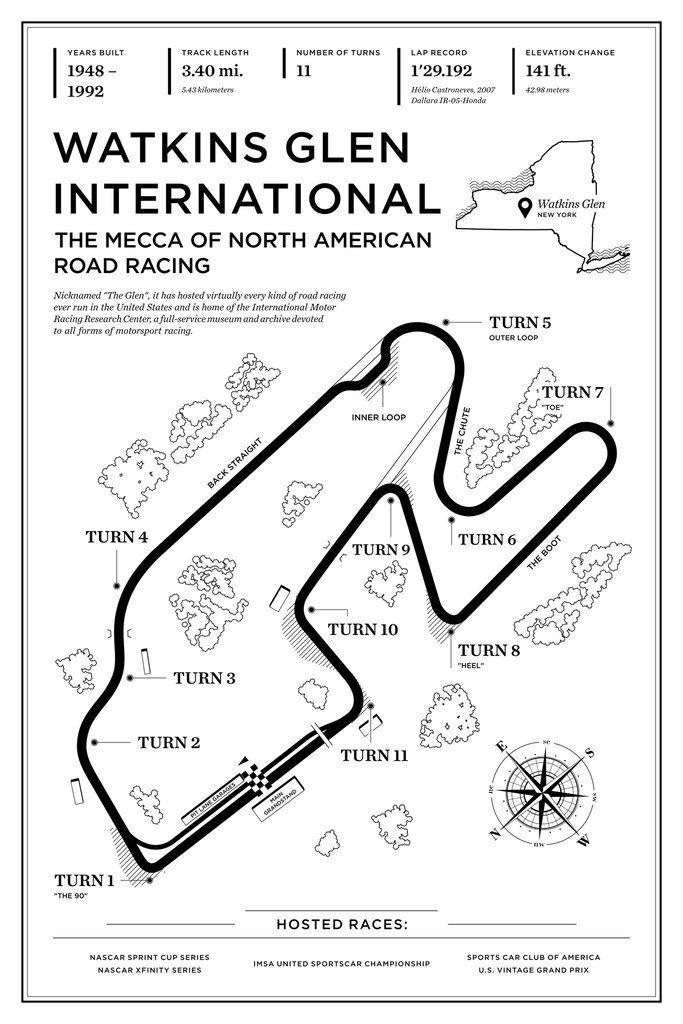 YEARS BUILT
1948 –
1992
TRACK LENGTH
3.40 mi.
5.43 kilometers
NUMBER OF TURNS
11
LAP RECORD
1'29.192
Hélio Castroneves, 2007
Dallara IR-05-Honda
ELEVATION CHANGE
141 ft.
42.98 meters
WATKINS GLEN
INTERNATIONAL
THE MECCA OF NORTH AMERICAN
ROAD RACING
Watkins Glen
NEW YORK
Nicknamed "The Glen", it has hosted virtually every kind of road racing
ever run in the United States and is home of the International Motor
Racing Research Center, a full-service museum and archive devoted
to all forms of motorsport racing.
TURN 5
OUTER LOOP
TURN 7
"TOE"
INNER LOOP
THE CHUTE
BACK STRAIGHT
TURN 4
TURN 9
TURN 6
THE BOOT
TURN 10
TURN 8
"HEEL"
TURN 3
TURN 2
TURN 11
PIT LANE GARAGES
MAIN
GRANDSTAND
E
se
S
ne
sw
N
nw
W
TURN 1
"THE 90"
HOSTED RACES:
NASCAR SPRINT CUP SERIES
NASCAR XFINITY SERIES
IMSA UNITED SPORTSCAR CHAMPIONSHIP
SPORTS CAR CLUB OF AMERICA
U.S. VINTAGE GRAND PRIX